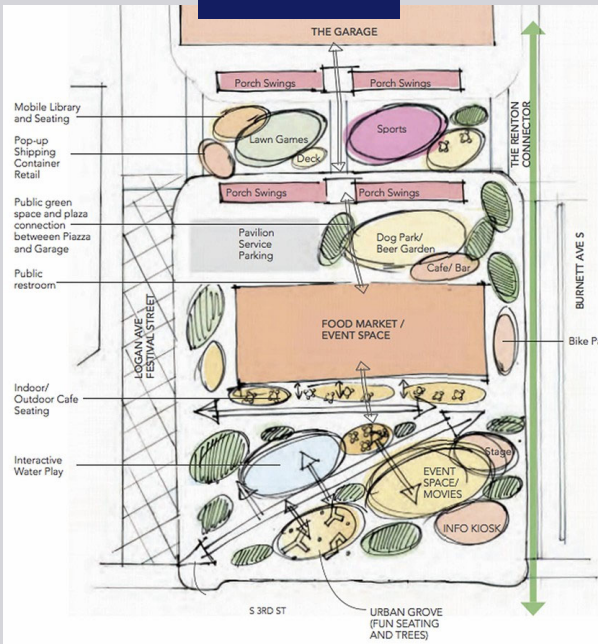 THE GARAGE
Porch Swings
Porch Swings
Mobile Library
and Seating
Lawn Games
Sports
Deck
Pop-up
Shipping
Container
Retail
THE RENTON
CONNECTOR
Porch Swings
Porch Swings
Public green
space and plaza
connection
betweeen Piazza
and Garage
Pavilion
Service
Parking
Dog Park/
Beer Garden
Cafe/ Bar
Public
restroom
BURNETT AVE S
LOGAN AVE
FESTIVAL STREET
FOOD MARKET /
EVENT SPACE
Bike P
Indoor/
Outdoor Cafe
Seating
Interactive
Water Play
Stage
EVENT
SPACE/
MOVIES
INFO KIOSK
S 3RD ST
URBAN GROVE
(FUN SEATING
AND TREES)